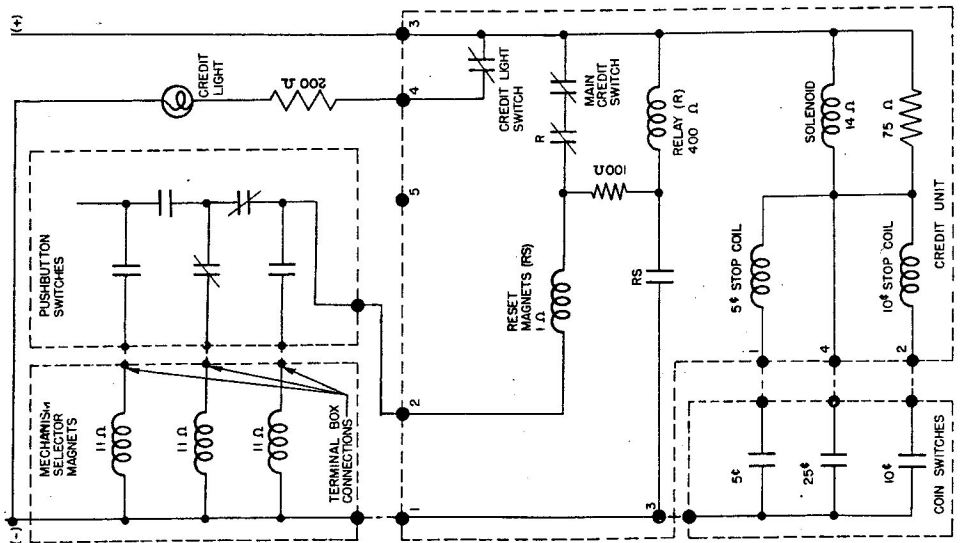 (+)
(-)
CREDIT
LIGHT
200 Ω
PUSHBUTTON
SWITCHES
MECHANISM
SELECTOR
MAGNETS
11 Ω
11 Ω
11 Ω
TERMINAL BOX
CONNECTIONS
3
4
5
2
1
CREDIT LIGHT
SWITCH
R
MAIN
CREDIT
SWITCH
100Ω
RELAY (R)
400 Ω
RESET
MAGNETS (RS)
1 Ω
RS
3
SOLENOID
14 Ω
75 Ω
5¢ STOP COIL
10¢ STOP COIL
CREDIT UNIT
1
4
2
5¢
25¢
10¢
COIN SWITCHES